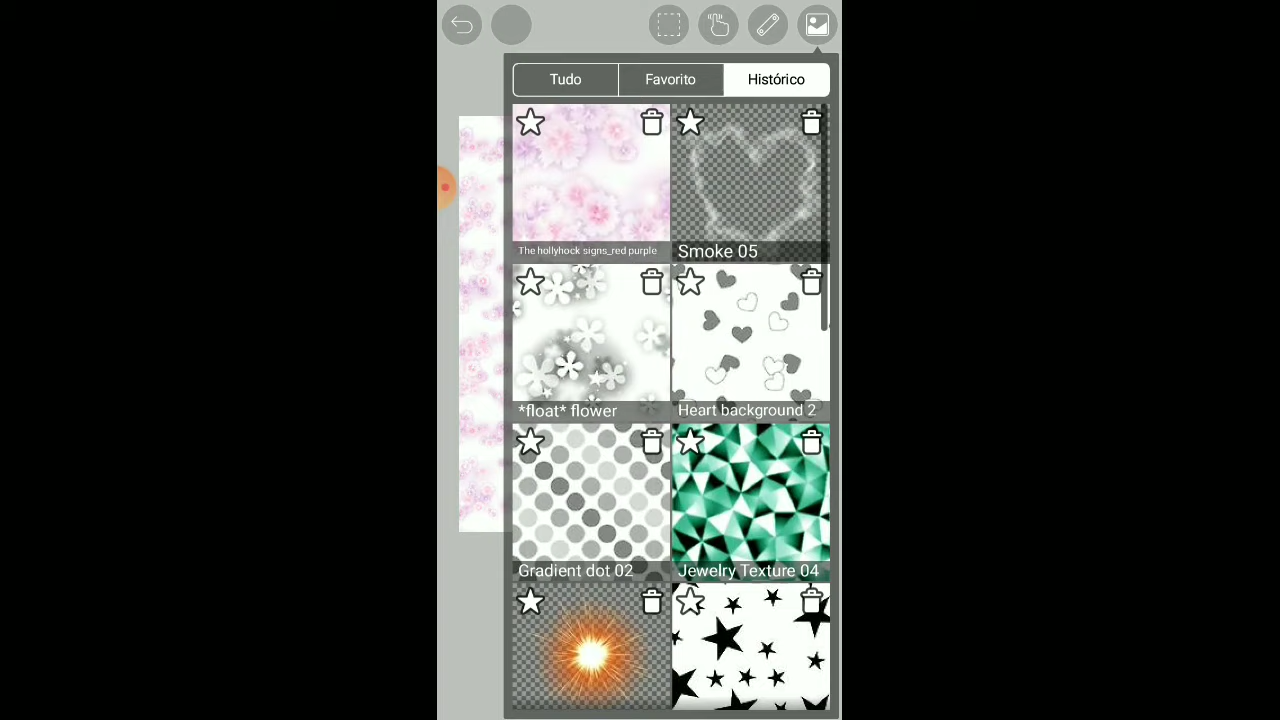 Tudo Favorito Histórico
The hollyhock signs_red purple
Smoke 05
*float* flower
Heart background 2
Gradient dot 02
Jewelry Texture 04